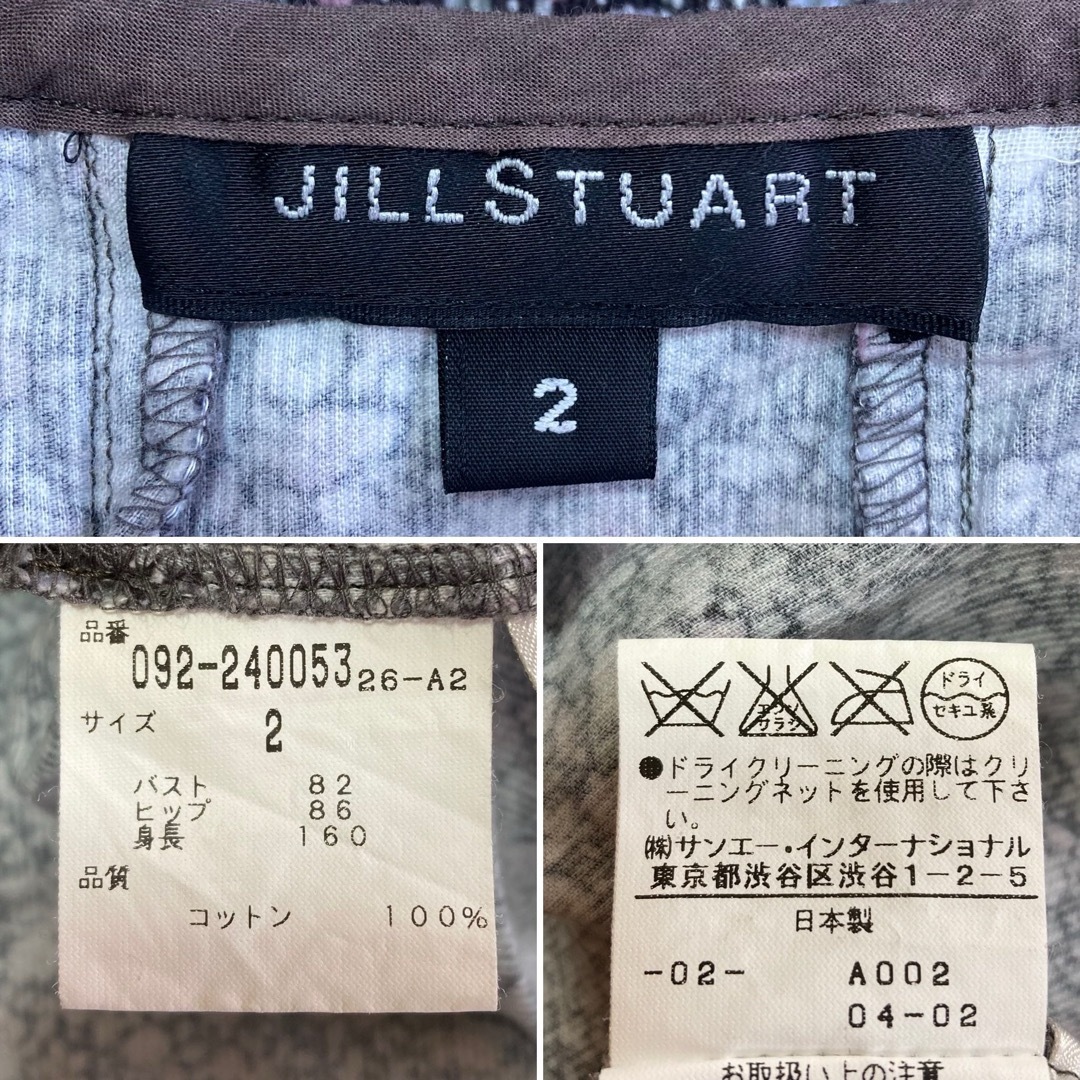 JILLSTUART
2
品番
092-240053 26-A2
サイズ 2
バスト 82
ヒップ 86
身長 160
品質
コットン 100%
エンソ
サラシ
ドライ
セキユ系
●ドライクリーニングの際はクリ
ーニングネットを使用して下さ
い。
㈱サンエー・インターナショナル
東京都渋谷区渋谷1-2-5
日本製
-02- A002
04-02
お取扱い上の注意